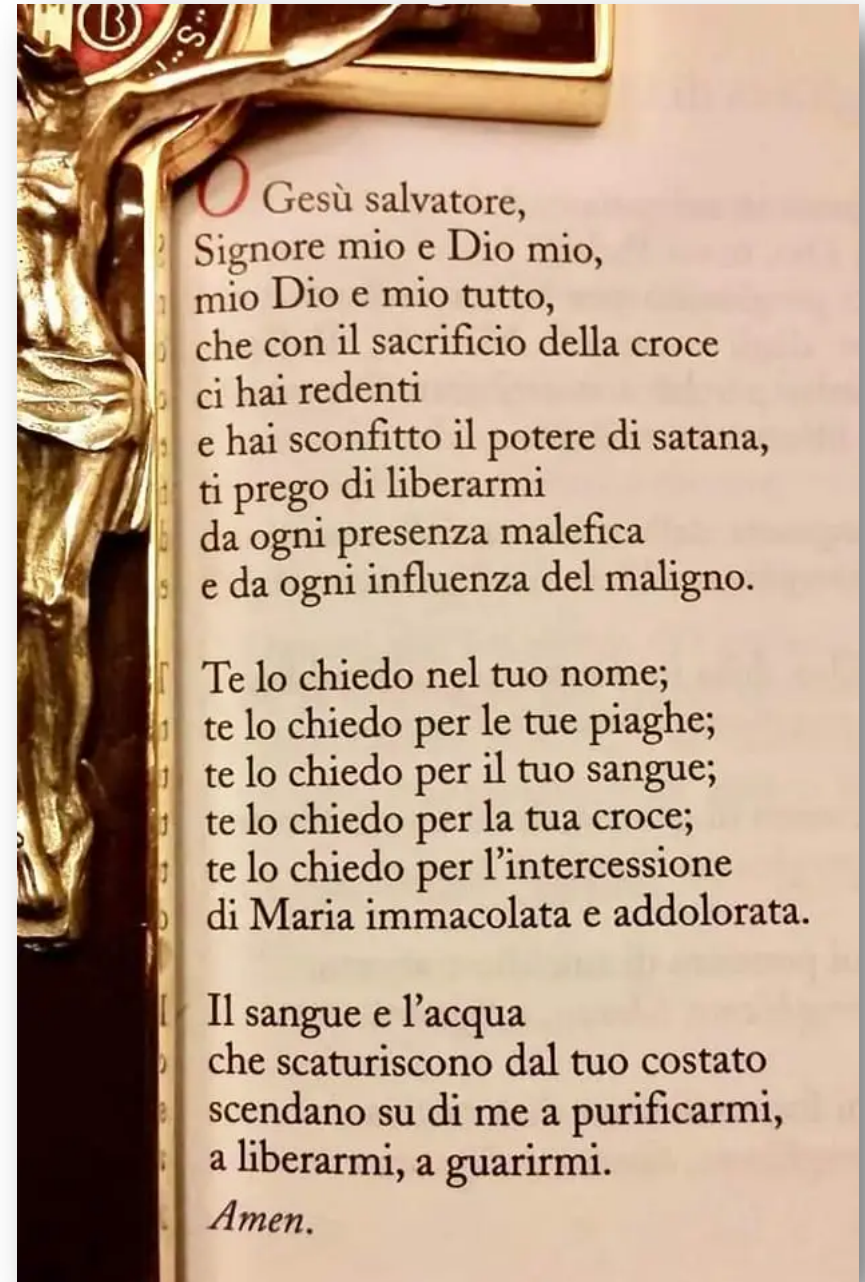 B
S
O Gesù salvatore,
Signore mio e Dio mio,
mio Dio e mio tutto,
che con il sacrificio della croce
ci hai redenti
e hai sconfitto il potere di satana,
ti prego di liberarmi
da ogni presenza malefica
e da ogni influenza del maligno.
Te lo chiedo nel tuo nome;
te lo chiedo per le tue piaghe;
te lo chiedo per il tuo sangue;
te lo chiedo per la tua croce;
te lo chiedo per l'intercessione
di Maria immacolata e addolorata.
Il sangue e l'acqua
che scaturiscono dal tuo costato
scendano su di me a purificarmi,
a liberarmi, a guarirmi.
Amen.